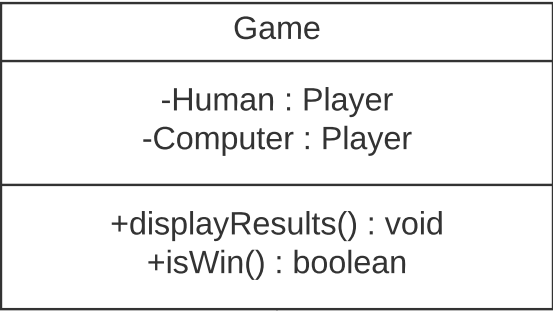 Game
-Human : Player
-Computer : Player
+displayResults() : void
+isWin() : boolean